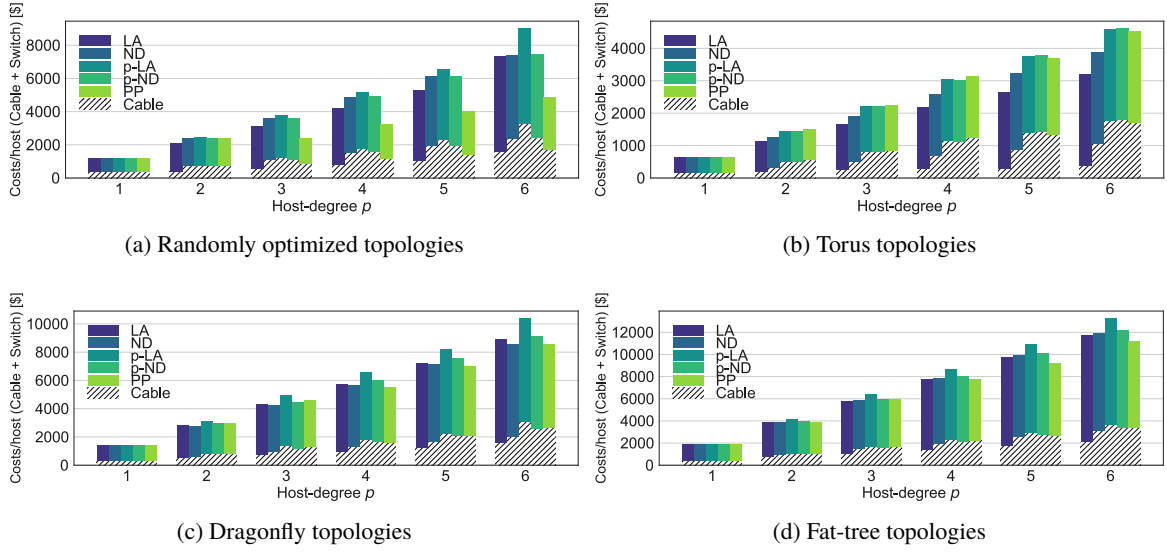 Costs/host (Cable + Switch) [$]
8000
6000
4000
2000
0
LA
ND
p-LA
p-ND
PP
Cable
1 2 3 4 5 6
Host-degree p
(a) Randomly optimized topologies
Costs/host (Cable + Switch) [$]
4000
3000
2000
1000
0
LA
ND
p-LA
p-ND
PP
Cable
1 2 3 4 5 6
Host-degree p
(b) Torus topologies
Costs/host (Cable + Switch) [$]
10000
8000
6000
4000
2000
0
LA
ND
p-LA
p-ND
PP
Cable
1 2 3 4 5 6
Host-degree p
(c) Dragonfly topologies
Costs/host (Cable + Switch) [$]
12000
10000
8000
6000
4000
2000
0
LA
ND
p-LA
p-ND
PP
Cable
1 2 3 4 5 6
Host-degree p
(d) Fat-tree topologies